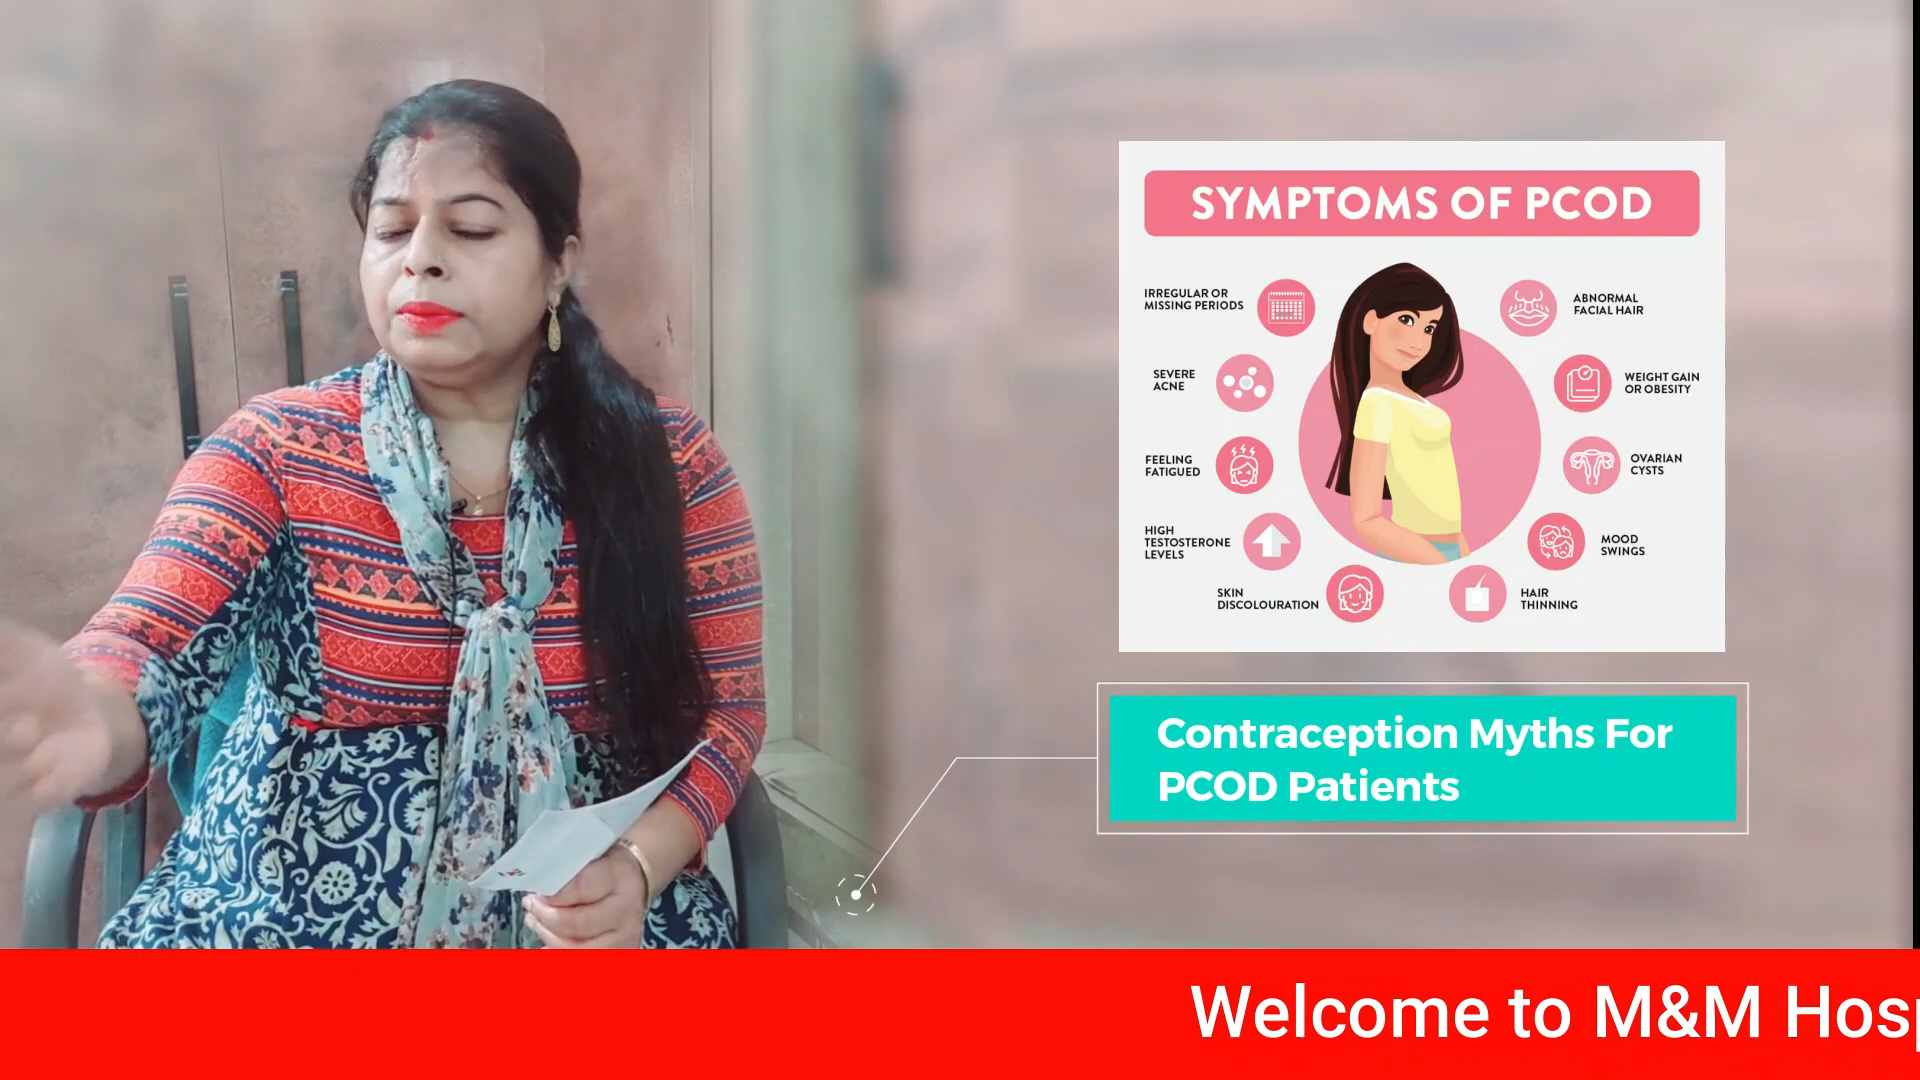 SYMPTOMS OF PCOD
IRREGULAR OR
MISSING PERIODS
ABNORMAL
FACIAL HAIR
SEVERE
ACNE
WEIGHT GAIN
OR OBESITY
FEELING
FATIGUED
OVARIAN
CYSTS
HIGH
TESTOSTERONE
LEVELS
MOOD
SWINGS
SKIN
DISCOLOURATION
HAIR
THINNING
Contraception Myths For
PCOD Patients
Welcome to M&M Hosp